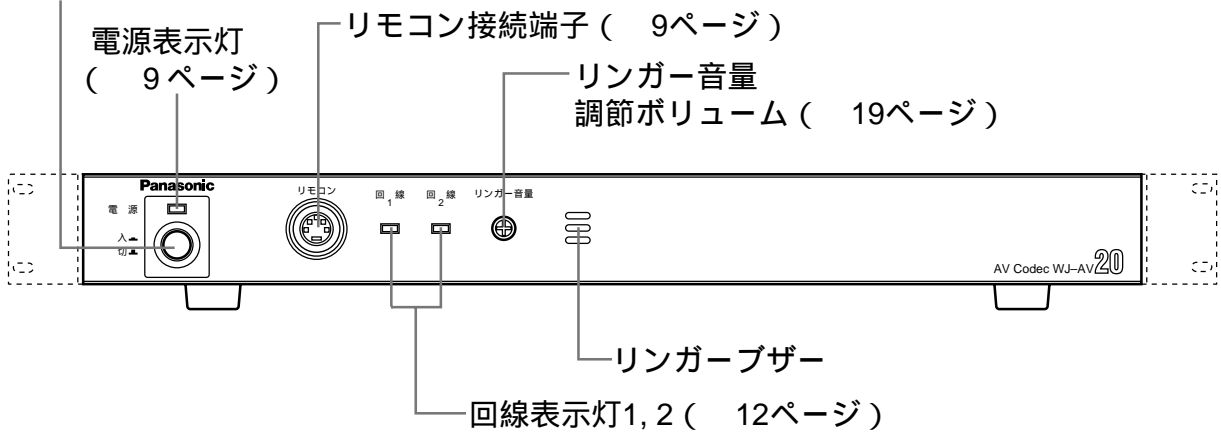 リモコン接続端子（　9ページ）
電源表示灯
（　9ページ）
リンガー音量
調節ボリューム（　19ページ）
Panasonic
電 源
入
切
リモコン
回 線
1
回 線
2
リンガー音量
AV Codec WJ–AV20
リンガーブザー
回線表示灯1, 2（　12ページ）